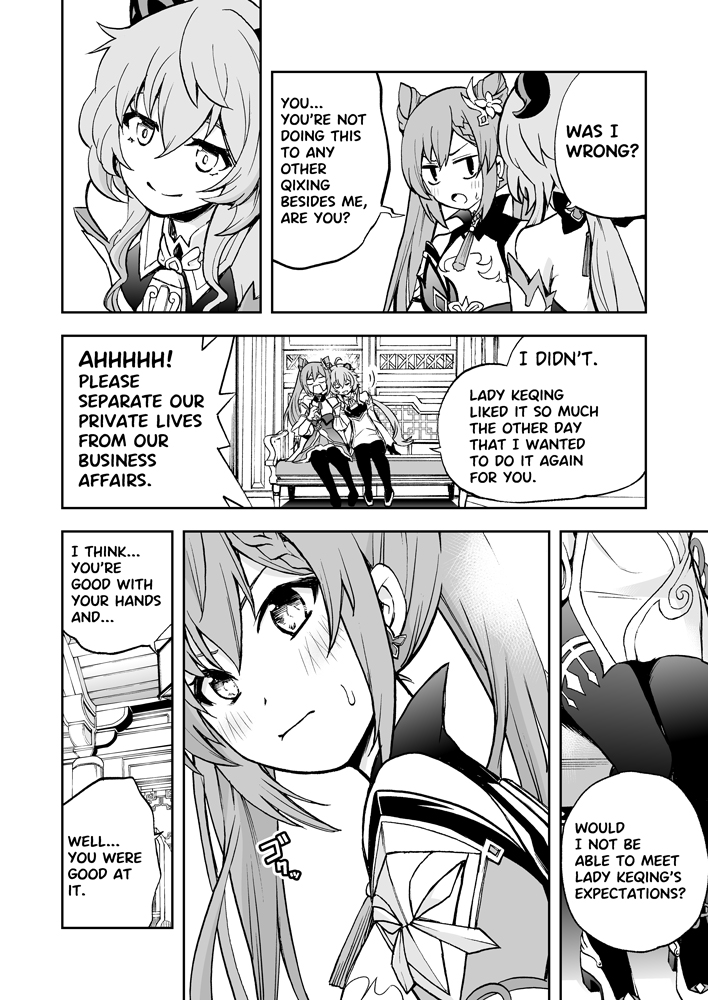 WAS I
WRONG?
YOU...
YOU'RE NOT
DOING THIS
TO ANY
OTHER
QIXING
BESIDES ME,
ARE YOU?
I DIDN'T.
LADY KEQING
LIKED IT SO MUCH
THE OTHER DAY
THAT I WANTED
TO DO IT AGAIN
FOR YOU.
AHHHHH!
PLEASE
SEPARATE OUR
PRIVATE LIVES
FROM OUR
BUSINESS
AFFAIRS.
WOULD
I NOT BE
ABLE TO MEET
LADY KEQING'S
EXPECTATIONS?
ゴクッ
I THINK...
YOU'RE
GOOD WITH
YOUR HANDS
AND...
WELL...
YOU WERE
GOOD AT
IT.